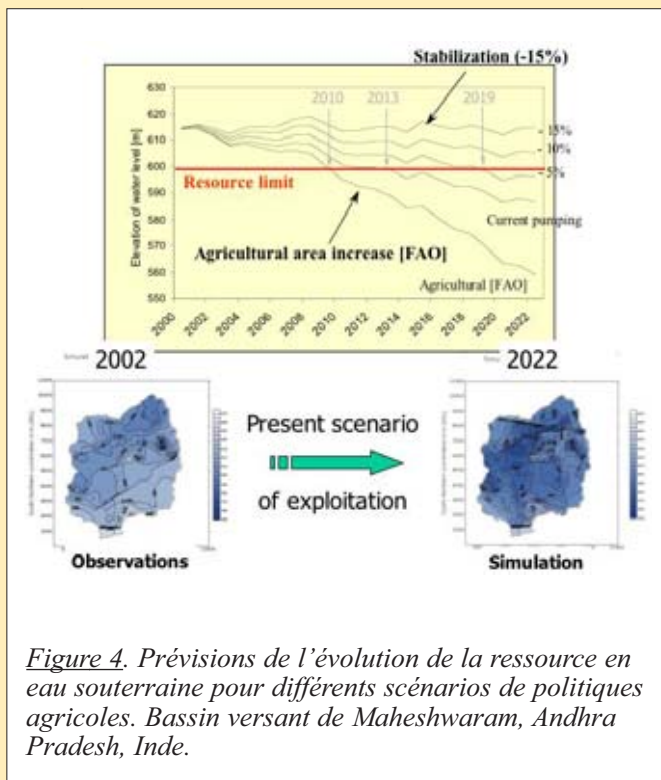 Stabilization (-15%)
Elevation of water level [m]
630
620
610
600
590
580
570
560
550
2010
2013
2019
- 15%
- 10%
- 5%
Resource limit
Current pumping
Agricultural area increase [FAO]
Agricultural [FAO]
2000
2002
2004
2006
2008
2010
2012
2014
2016
2018
2020
2022
2002
2022
Present scenario
of exploitation
Observations
Simulation
Figure 4. Prévisions de l'évolution de la ressource en
eau souterraine pour différents scénarios de politiques
agricoles. Bassin versant de Maheshwaram, Andhra
Pradesh, Inde.